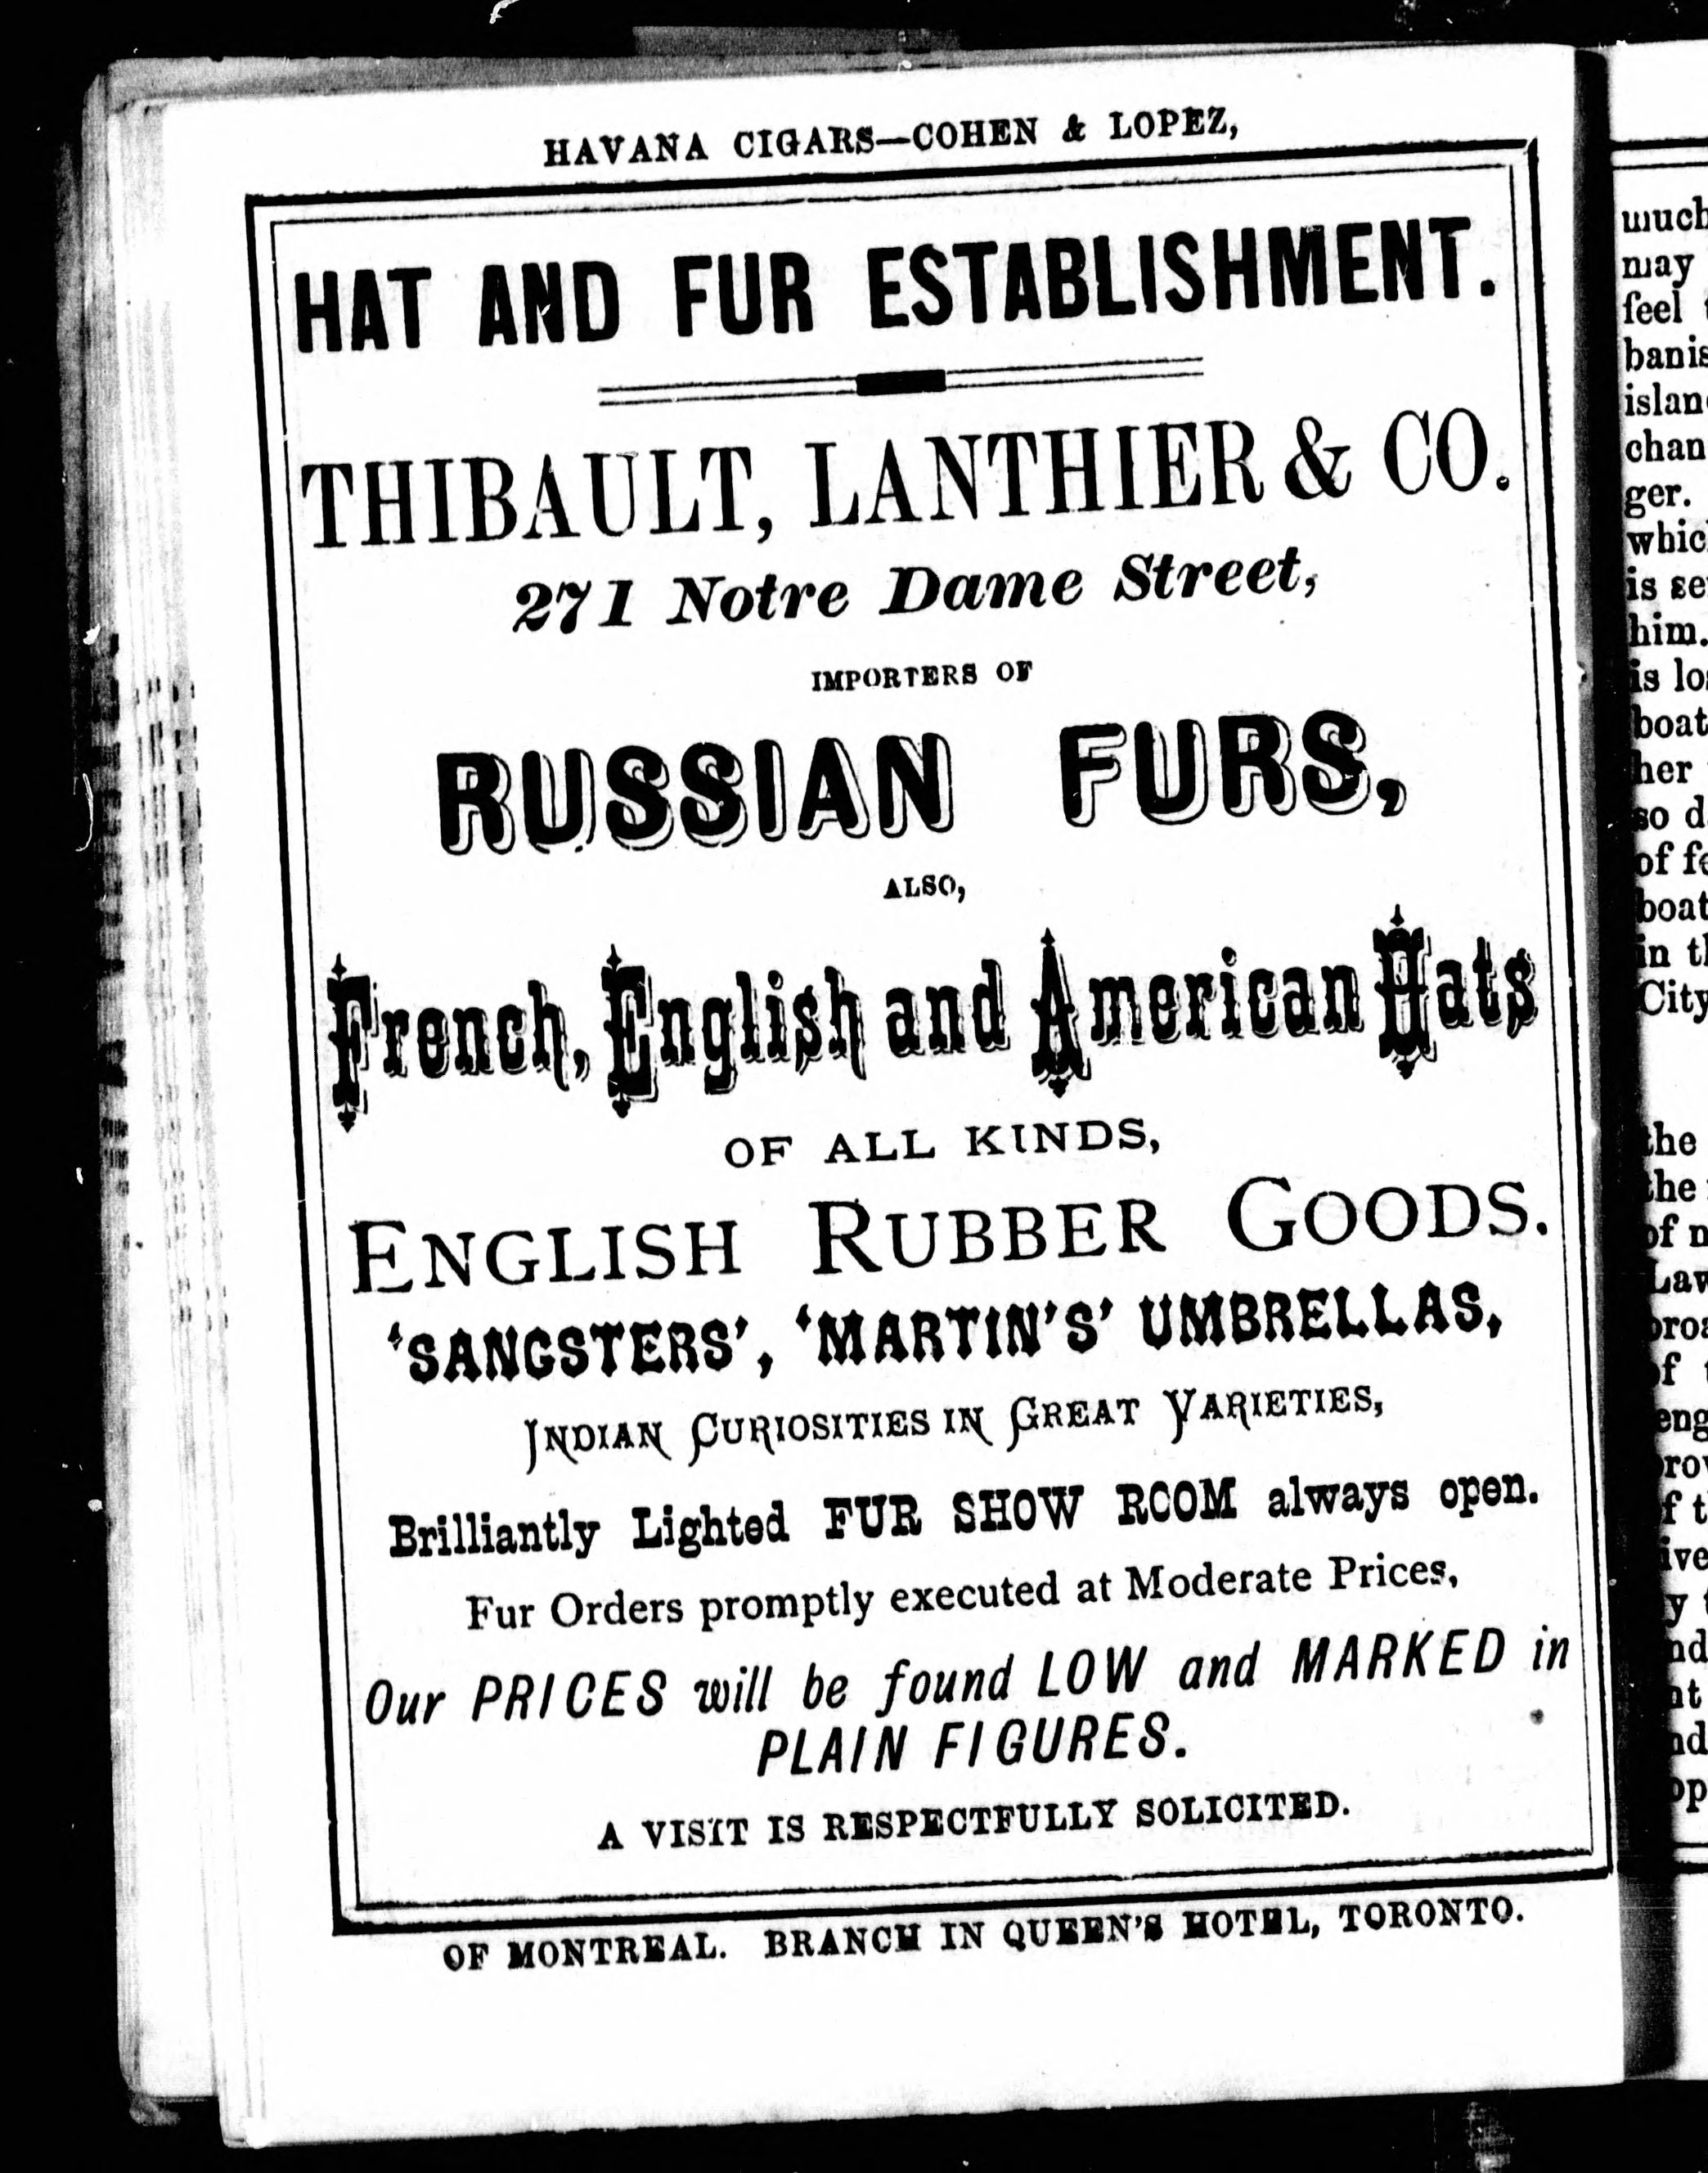 HAVANA CIGARS—COHEN & LOPEZ,
HAT AND FUR ESTABLISHMENT.
THIBAULT, LANTHIER & CO.
271 Notre Dame Street,
IMPORTERS OF
RUSSIAN FURS,
ALSO,
French, English and American Hats
OF ALL KINDS,
ENGLISH RUBBER GOODS.
'SANGSTERS', 'MARTIN'S' UMBRELLAS,
INDIAN CURIOSITIES IN GREAT VARIETIES,
Brilliantly Lighted FUR SHOW ROOM always open.
Fur Orders promptly executed at Moderate Prices,
Our PRICES will be found LOW and MARKED in
PLAIN FIGURES.
A VISIT IS RESPECTFULLY SOLICITED.
OF MONTREAL. BRANCH IN QUEEN'S HOTEL, TORONTO.
may
feel
ger.
him.
her
the
the